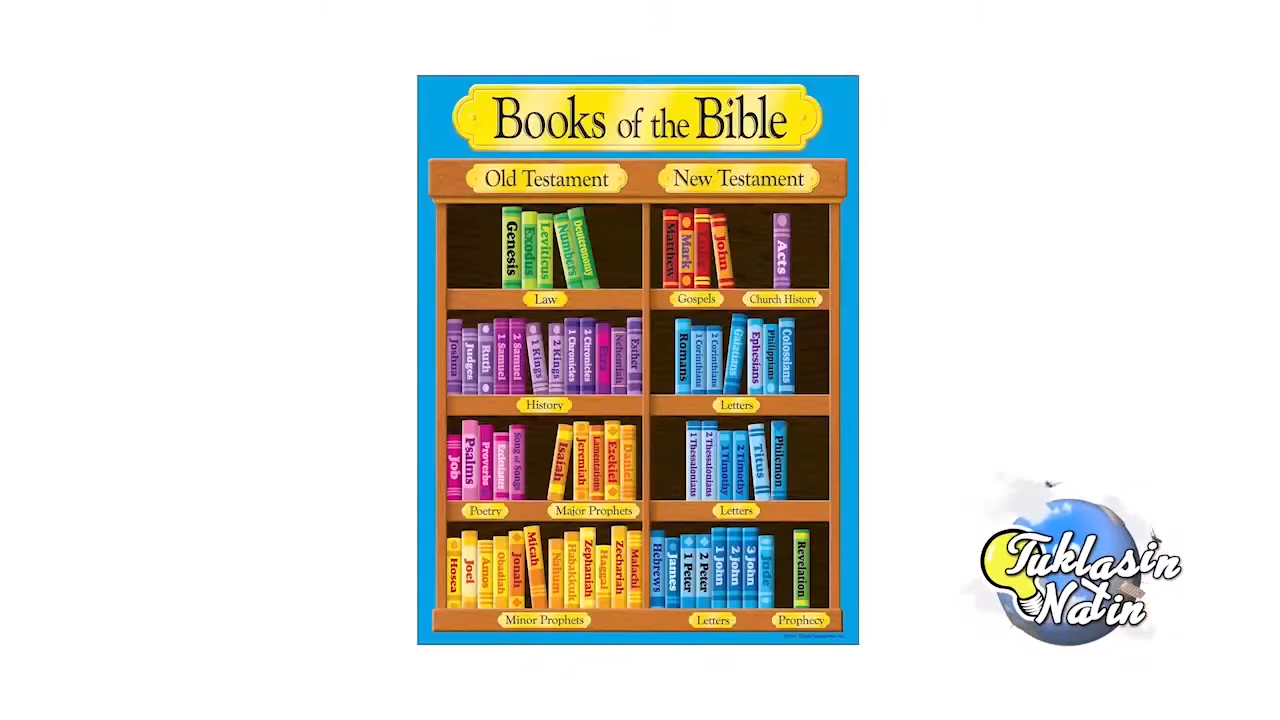 Books of the Bible
Old Testament
New Testament
Genesis
Exodus
Leviticus
Numbers
Deuteronomy
Matthew
Mark
Luke
John
Acts
Law
Gospels
Church History
Joshua
Judges
Ruth
1 Samuel
2 Samuel
1 Kings
2 Kings
1 Chronicles
2 Chronicles
Ezra
Nehemiah
Esther
Romans
1 Corinthians
2 Corinthians
Galatians
Ephesians
Philippians
Colossians
History
Letters
Job
Psalms
Proverbs
Ecclesiastes
Song of Songs
Isaiah
Jeremiah
Lamentations
Ezekiel
Daniel
1 Thessalonians
2 Thessalonians
1 Timothy
2 Timothy
Titus
Philemon
Poetry
Major Prophets
Letters
Hosea
Joel
Amos
Obadiah
Jonah
Micah
Nahum
Habakkuk
Zephaniah
Haggai
Zechariah
Malachi
Hebrews
James
1 Peter
2 Peter
1 John
2 John
3 John
Jude
Revelation
Minor Prophets
Letters
Prophecy
Tuklasin
Natin